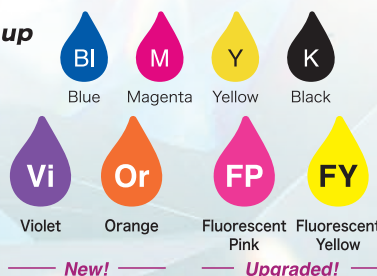 up
Bl M Y K
Blue Magenta Yellow Black
Vi Or FP FY
Violet Orange Fluorescent Fluorescent
Pink Yellow
New! Upgraded!